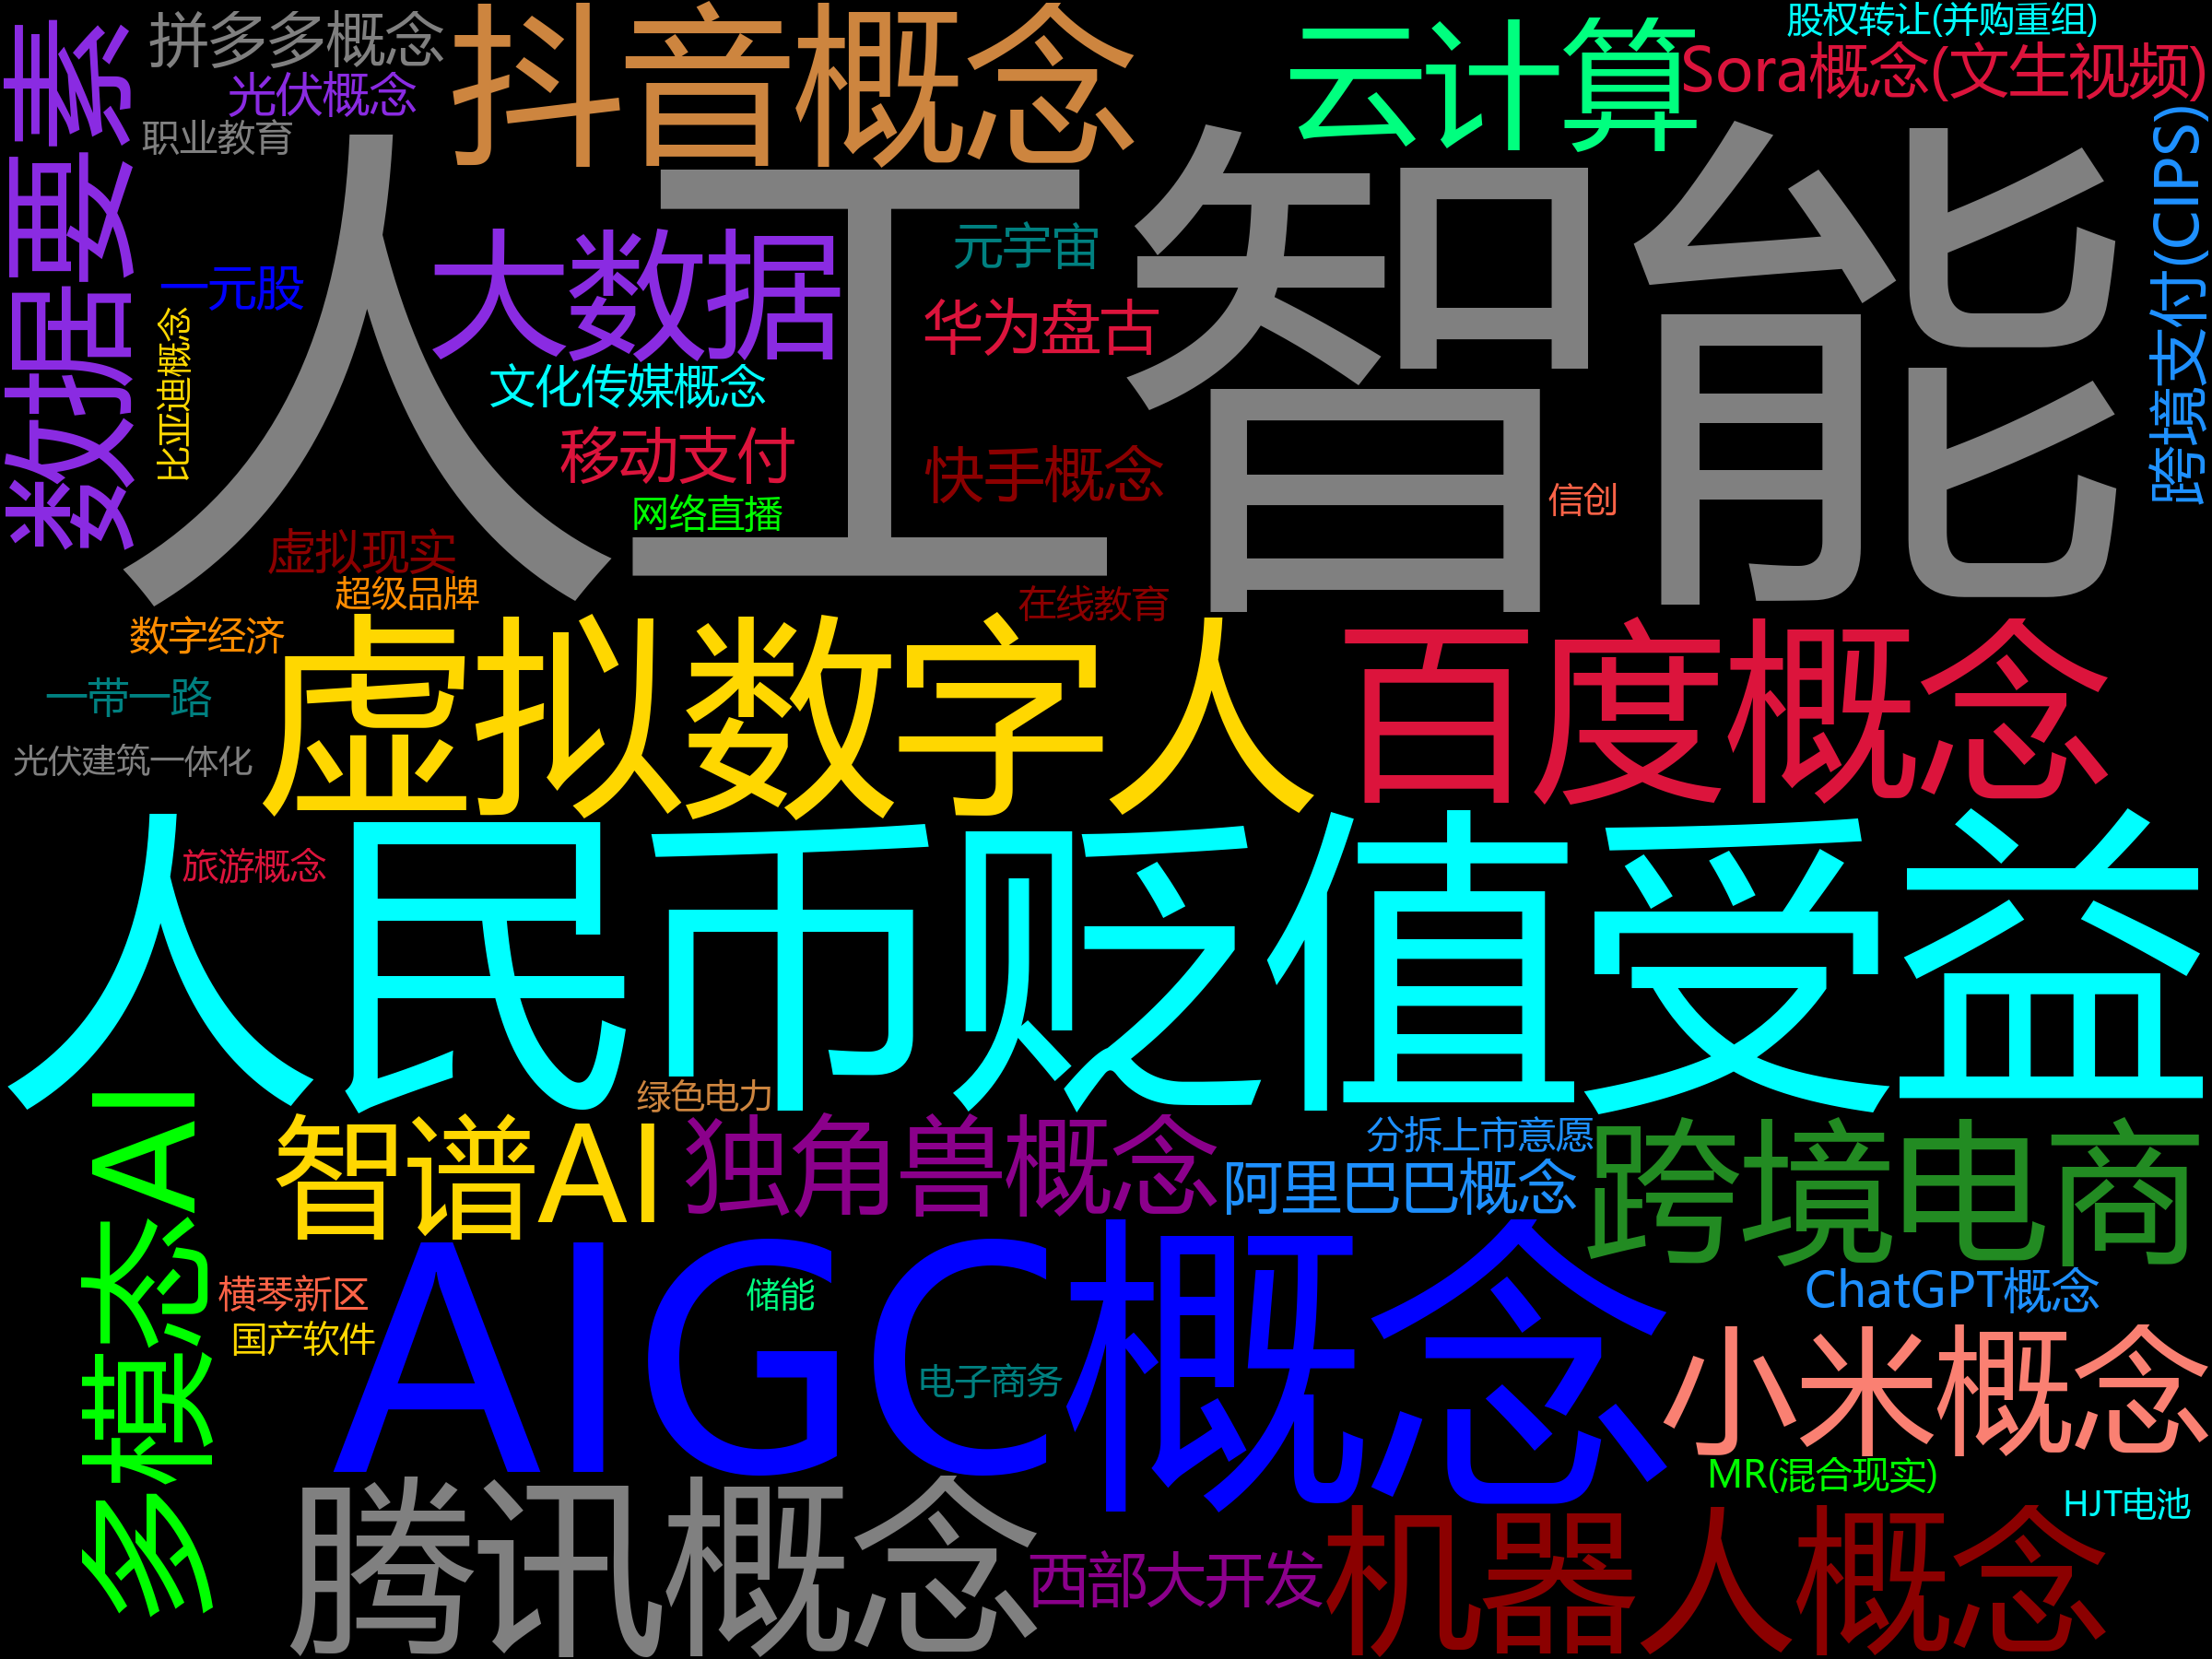 股权转让(并购重组)
拼多多概念
抖音概念
云计算
Sora概念(文生视频)
光伏概念
职业教育
数据要素
人工智能
跨境支付(CIPS)
大数据
元宇宙
一元股
华为盘古
比亚迪概念
文化传媒概念
移动支付
快手概念
网络直播
信创
虚拟现实
超级品牌
在线教育
数字经济
虚拟数字人
百度概念
一带一路
光伏建筑一体化
人民币贬值受益
旅游概念
绿色电力
多模态AI
智谱AI
独角兽概念
分拆上市意愿
阿里巴巴概念
跨境电商
AIGC概念
横琴新区
储能
ChatGPT概念
国产软件
电子商务
小米概念
MR(混合现实)
腾讯概念
HJT电池
西部大开发
机器人概念